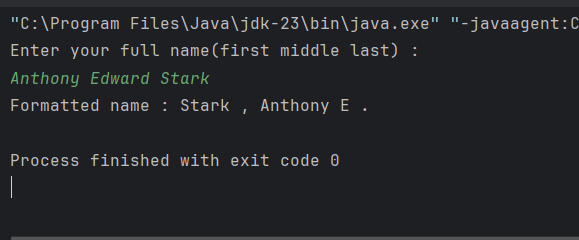 "C:\Program Files\Java\jdk-23\bin\java.exe" "-javaagent:C
Enter your full name(first middle last) :
Anthony Edward Stark
Formatted name : Stark , Anthony E .
Process finished with exit code 0